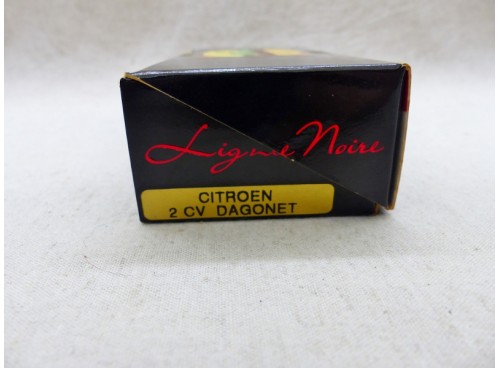 Ligne Noire
CITROEN
2 CV DAGONET